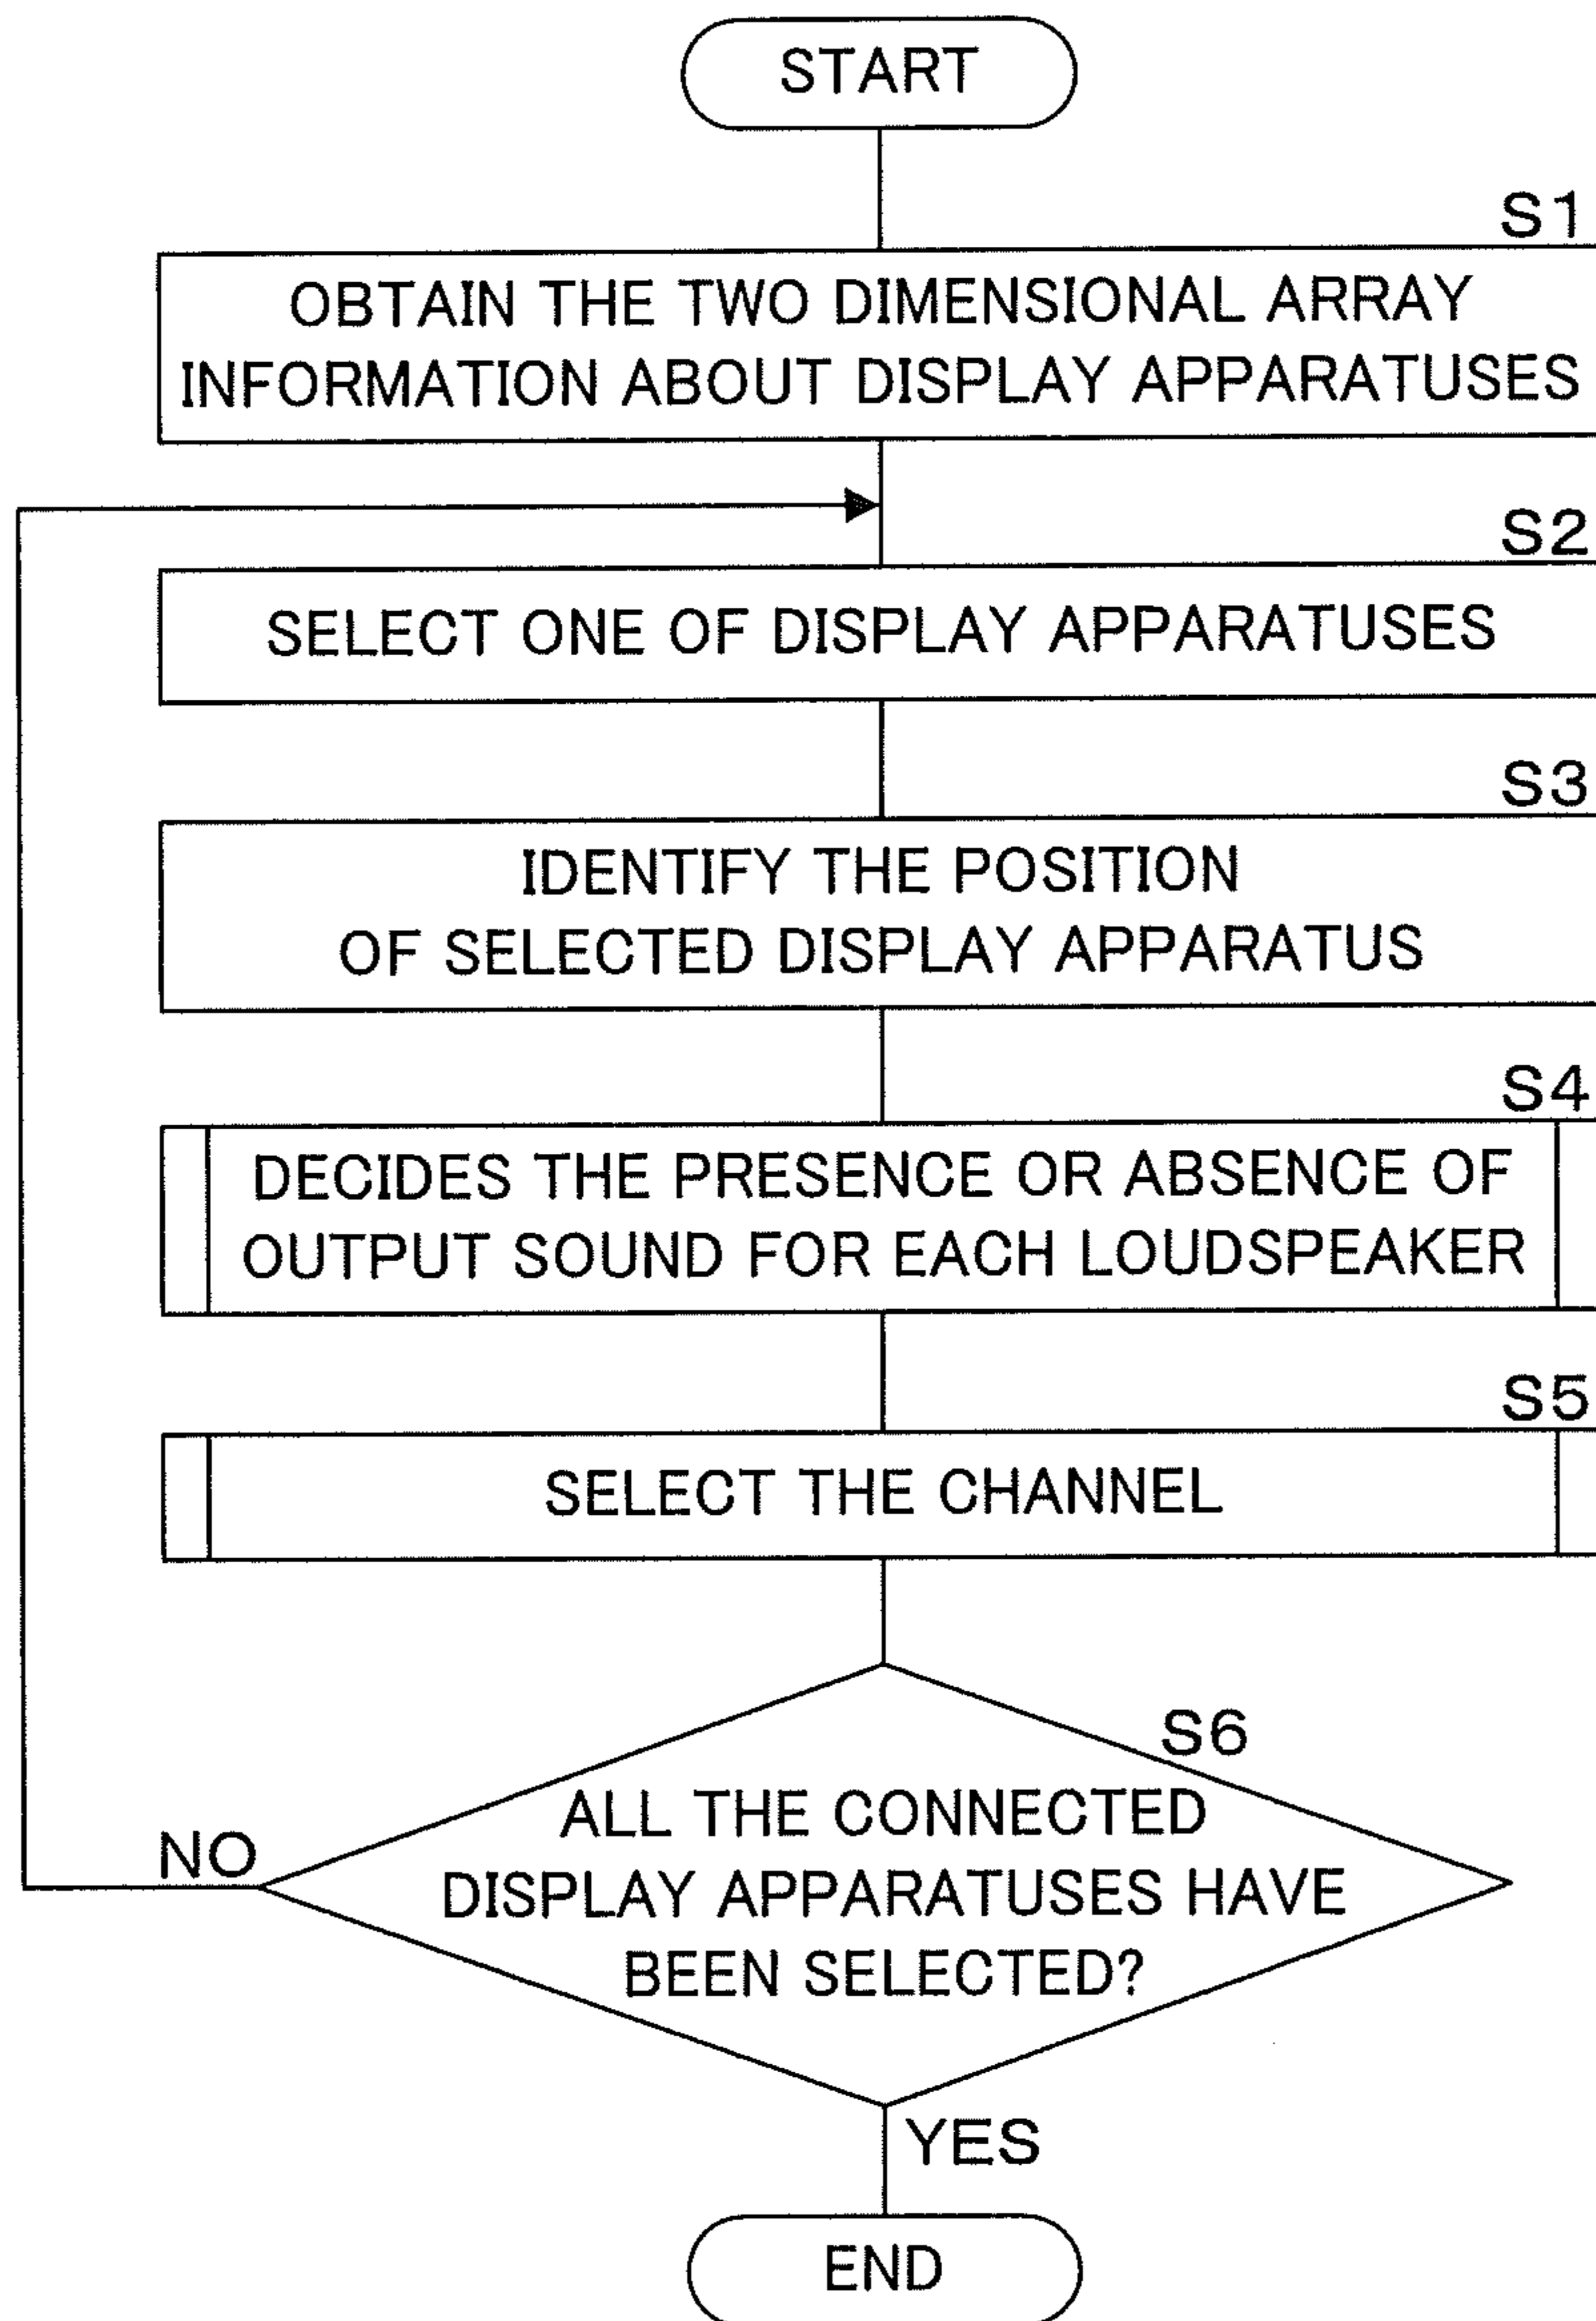 START
S1
OBTAIN THE TWO DIMENSIONAL ARRAY
INFORMATION ABOUT DISPLAY APPARATUSES
S2
SELECT ONE OF DISPLAY APPARATUSES
S3
IDENTIFY THE POSITION
OF SELECTED DISPLAY APPARATUS
S4
DECIDES THE PRESENCE OR ABSENCE OF
OUTPUT SOUND FOR EACH LOUDSPEAKER
S5
SELECT THE CHANNEL
S6
ALL THE CONNECTED
NO
DISPLAY APPARATUSES HAVE
BEEN SELECTED?
YES
END